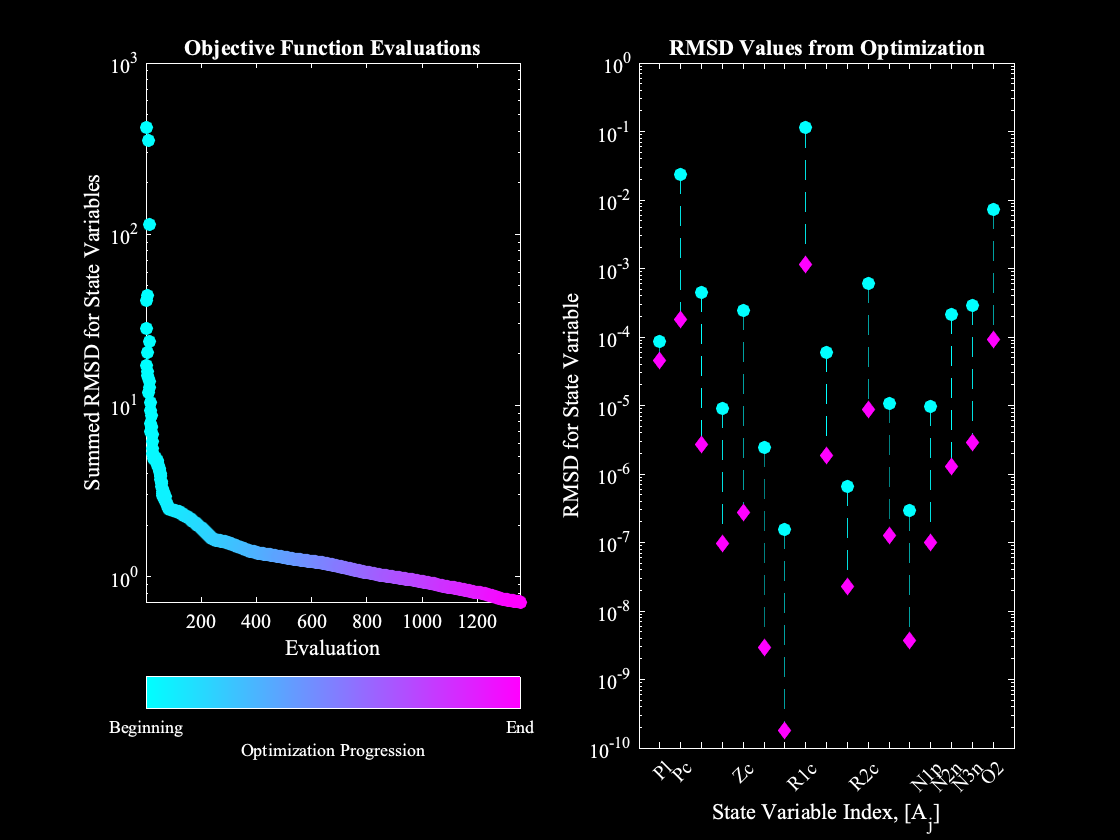 Objective Function Evaluations
10^3
10^2
10^1
10^0
Summed RMSD for State Variables
200 400 600 800 1000 1200
Evaluation
Beginning End
Optimization Progression
RMSD Values from Optimization
10^0
10^-1
10^-2
10^-3
10^-4
10^-5
10^-6
10^-7
10^-8
10^-9
10^-10
RMSD for State Variable
Pl Pc Zc R1c R2c N1p N2n N3n O2
State Variable Index, [A_j]